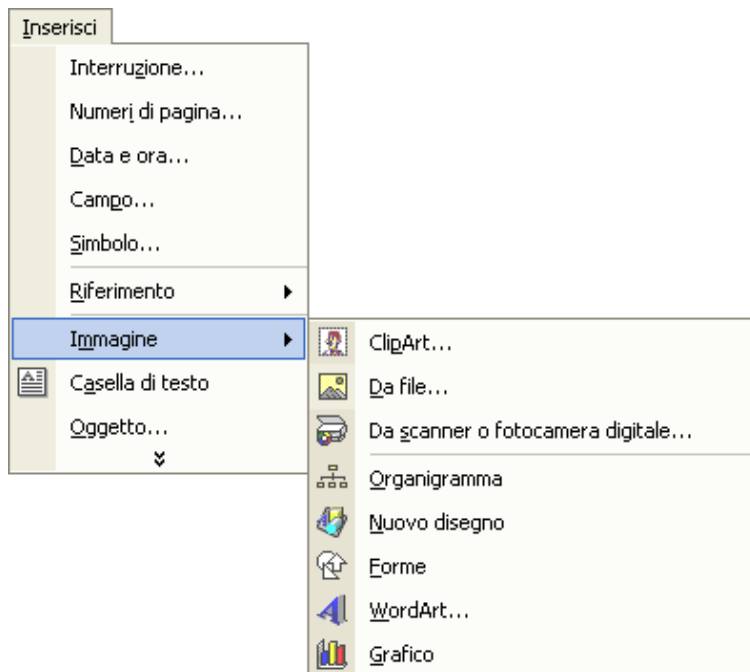 Inserisci
Interruzione...
Numeri di pagina...
Data e ora...
Campo...
Simbolo...
Riferimento
Immagine
Casella di testo
Oggetto...
ClipArt...
Da file...
Da scanner o fotocamera digitale...
Organigramma
Nuovo disegno
Forme
WordArt...
Grafico